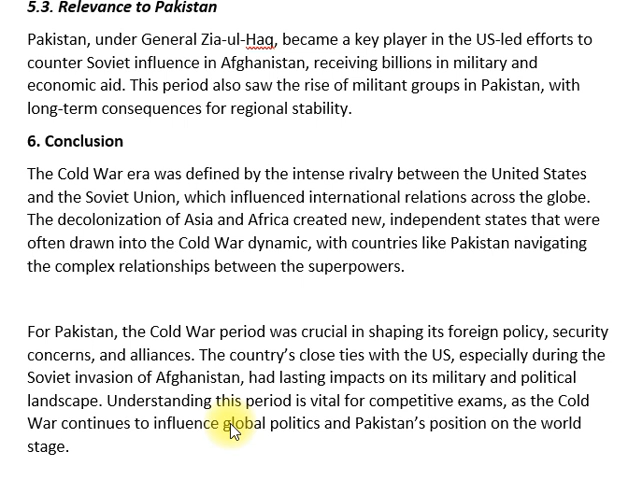 5.3. Relevance to Pakistan
Pakistan, under General Zia-ul-Haq, became a key player in the US-led efforts to
counter Soviet influence in Afghanistan, receiving billions in military and
economic aid. This period also saw the rise of militant groups in Pakistan, with
long-term consequences for regional stability.
6. Conclusion
The Cold War era was defined by the intense rivalry between the United States
and the Soviet Union, which influenced international relations across the globe.
The decolonization of Asia and Africa created new, independent states that were
often drawn into the Cold War dynamic, with countries like Pakistan navigating
the complex relationships between the superpowers.
For Pakistan, the Cold War period was crucial in shaping its foreign policy, security
concerns, and alliances. The country’s close ties with the US, especially during the
Soviet invasion of Afghanistan, had lasting impacts on its military and political
landscape. Understanding this period is vital for competitive exams, as the Cold
War continues to influence global politics and Pakistan’s position on the world
stage.